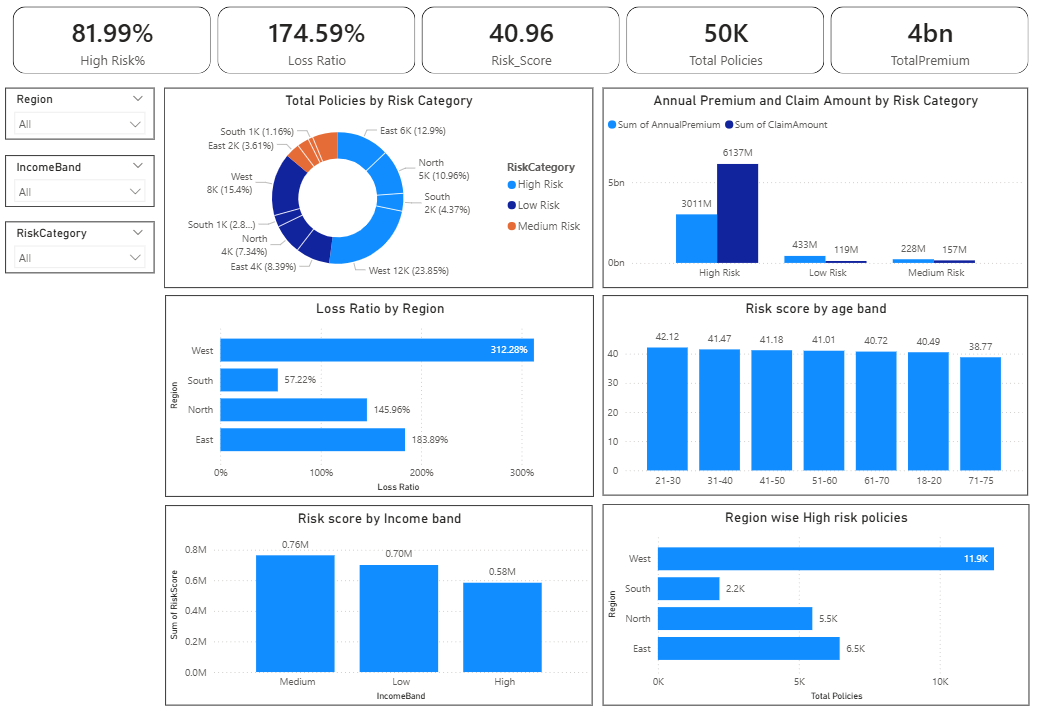 81.99%
High Risk%
174.59%
Loss Ratio
40.96
Risk_Score
50K
Total Policies
4bn
TotalPremium
Region
All
IncomeBand
All
RiskCategory
All
Total Policies by Risk Category
South 1K (1.16%)
East 2K (3.61%)
West
8K (15.4%)
South 1K (2.8...)
North
4K (7.34%)
East 4K (8.39%)
East 6K (12.9%)
North
5K (10.96%)
South
2K (4.37%)
West 12K (23.85%)
RiskCategory
High Risk
Low Risk
Medium Risk
Annual Premium and Claim Amount by Risk Category
Sum of AnnualPremium Sum of ClaimAmount
5bn
0bn
3011M
6137M
433M
119M
228M
157M
High Risk
Low Risk
Medium Risk
Loss Ratio by Region
Region
West
312.28%
South
57.22%
North
145.96%
East
183.89%
0%
100%
200%
300%
Loss Ratio
Risk score by age band
40
30
20
10
0
42.12
41.47
41.18
41.01
40.72
40.49
38.77
21-30
31-40
41-50
51-60
61-70
18-20
71-75
Risk score by Income band
Sum of RiskScore
0.8M
0.6M
0.4M
0.2M
0.0M
0.76M
0.70M
0.58M
Medium
Low
High
IncomeBand
Region wise High risk policies
Region
West
11.9K
South
2.2K
North
5.5K
East
6.5K
0K
5K
10K
Total Policies